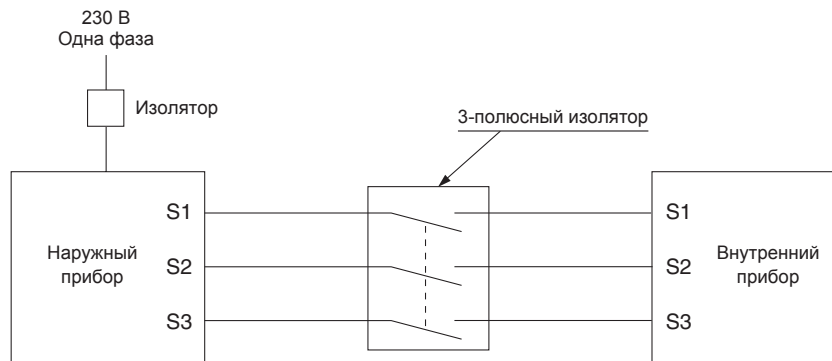 230 В
Одна фаза
Изолятор
3-полюсный изолятор
Наружный
прибор
S1
S2
S3
S1
S2
S3
Внутренний
прибор